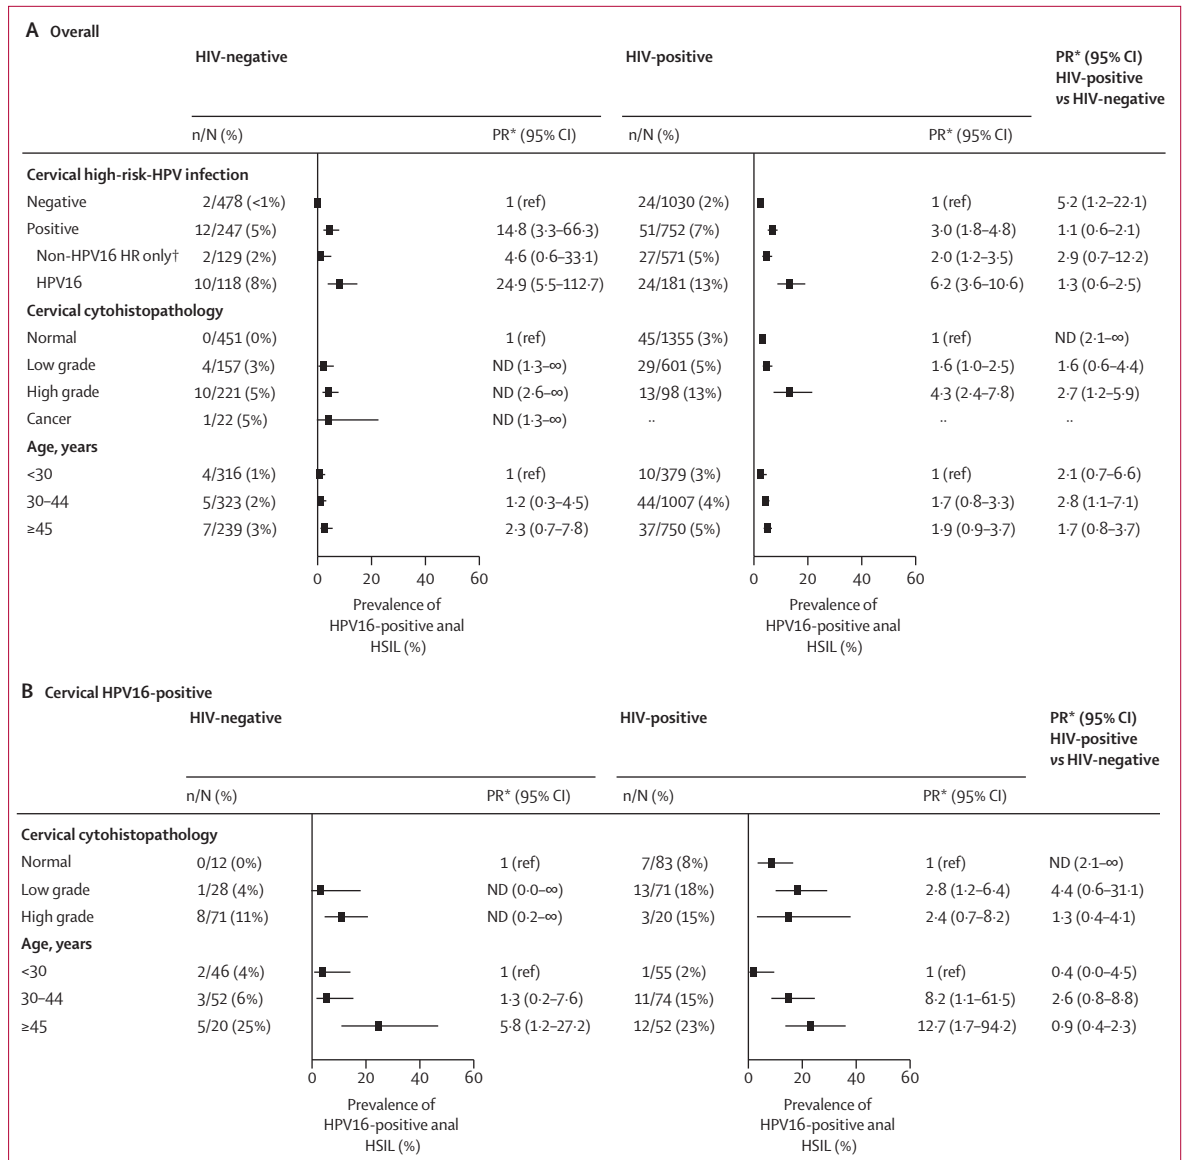 A Overall
HIV-negative HIV-positive PR* (95% CI)
HIV-positive
vs HIV-negative
n/N (%) PR* (95% CI) n/N (%) PR* (95% CI)
Cervical high-risk-HPV infection
Negative 2/478 (<1%) 1 (ref) 24/1030 (2%) 1 (ref) 5·2 (1·2–22·1)
Positive 12/247 (5%) 14·8 (3·3–66·3) 51/752 (7%) 3·0 (1·8–4·8) 1·1 (0·6–2·1)
Non-HPV16 HR only† 2/129 (2%) 4·6 (0·6–33·1) 27/571 (5%) 2·0 (1·2–3·5) 2·9 (0·7–12·2)
HPV16 10/118 (8%) 24·9 (5·5–112·7) 24/181 (13%) 6·2 (3·6–10·6) 1·3 (0·6–2·5)
Cervical cytohistopathology
Normal 0/451 (0%) 1 (ref) 45/1355 (3%) 1 (ref) ND (2·1–∞)
Low grade 4/157 (3%) ND (1·3–∞) 29/601 (5%) 1·6 (1·0–2·5) 1·6 (0·6–4·4)
High grade 10/221 (5%) ND (2·6–∞) 13/98 (13%) 4·3 (2·4–7·8) 2·7 (1·2–5·9)
Cancer 1/22 (5%) ND (1·3–∞) ·· ·· ··
Age, years
<30 4/316 (1%) 1 (ref) 10/379 (3%) 1 (ref) 2·1 (0·7–6·6)
30–44 5/323 (2%) 1·2 (0·3–4·5) 44/1007 (4%) 1·7 (0·8–3·3) 2·8 (1·1–7·1)
≥45 7/239 (3%) 2·3 (0·7–7·8) 37/750 (5%) 1·9 (0·9–3·7) 1·7 (0·8–3·7)
0 20 40 60 0 20 40 60
Prevalence of Prevalence of
HPV16-positive anal HPV16-positive anal
HSIL (%) HSIL (%)
B Cervical HPV16-positive
HIV-negative HIV-positive PR* (95% CI)
HIV-positive
vs HIV-negative
n/N (%) PR* (95% CI) n/N (%) PR* (95% CI)
Cervical cytohistopathology
Normal 0/12 (0%) 1 (ref) 7/83 (8%) 1 (ref) ND (2·1–∞)
Low grade 1/28 (4%) ND (0·0–∞) 13/71 (18%) 2·8 (1·2–6·4) 4·4 (0·6–31·1)
High grade 8/71 (11%) ND (0·2–∞) 3/20 (15%) 2·4 (0·7–8·2) 1·3 (0·4–4·1)
Age, years
<30 2/46 (4%) 1 (ref) 1/55 (2%) 1 (ref) 0·4 (0·0–4·5)
30–44 3/52 (6%) 1·3 (0·2–7·6) 11/74 (15%) 8·2 (1·1–61·5) 2·6 (0·8–8·8)
≥45 5/20 (25%) 5·8 (1·2–27·2) 12/52 (23%) 12·7 (1·7–94·2) 0·9 (0·4–2·3)
0 20 40 60 0 20 40 60
Prevalence of Prevalence of
HPV16-positive anal HPV16-positive anal
HSIL (%) HSIL (%)